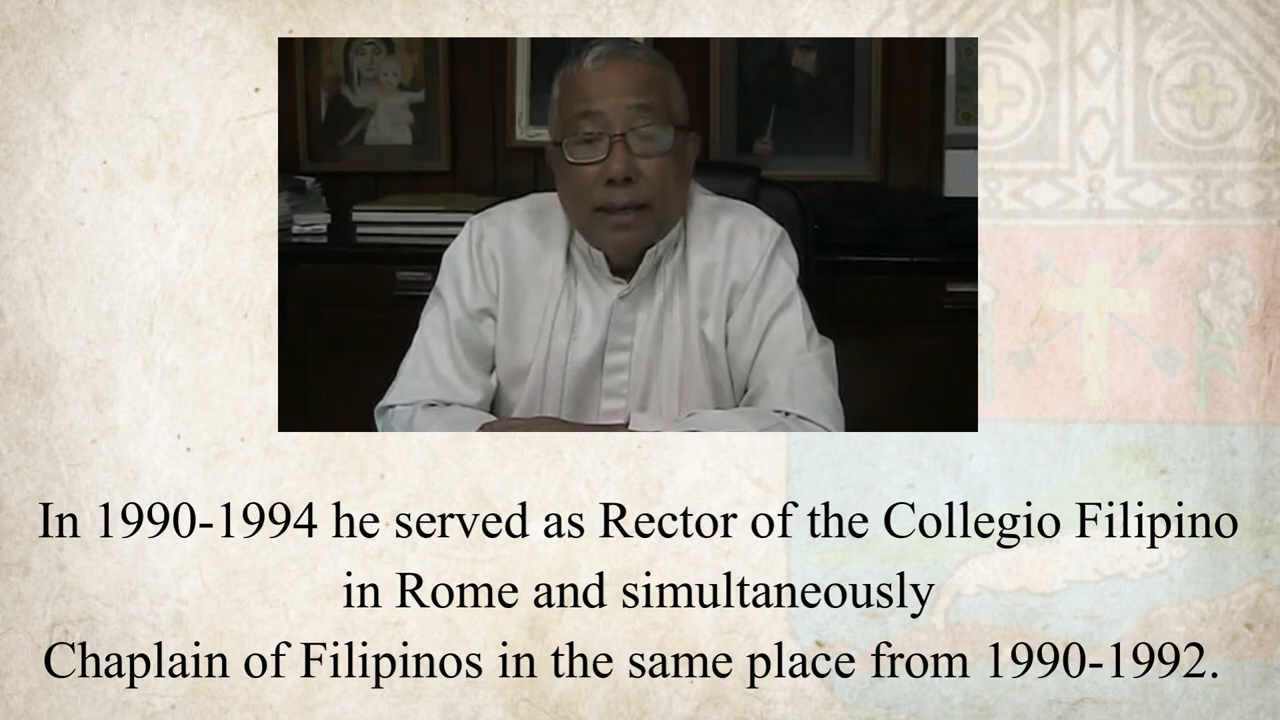 In 1990-1994 he served as Rector of the Collegio Filipino
in Rome and simultaneously
Chaplain of Filipinos in the same place from 1990-1992.